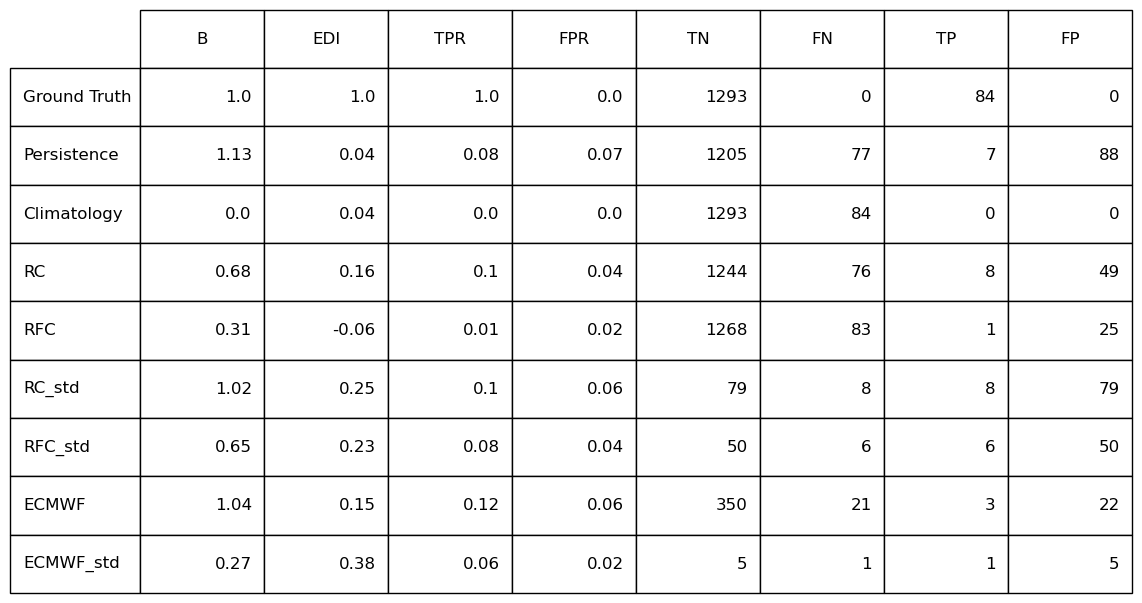 B EDI TPR FPR TN FN TP FP
Ground Truth 1.0 1.0 1.0 0.0 1293 0 84 0
Persistence 1.13 0.04 0.08 0.07 1205 77 7 88
Climatology 0.0 0.04 0.0 0.0 1293 84 0 0
RC 0.68 0.16 0.1 0.04 1244 76 8 49
RFC 0.31 -0.06 0.01 0.02 1268 83 1 25
RC_std 1.02 0.25 0.1 0.06 79 8 8 79
RFC_std 0.65 0.23 0.08 0.04 50 6 6 50
ECMWF 1.04 0.15 0.12 0.06 350 21 3 22
ECMWF_std 0.27 0.38 0.06 0.02 5 1 1 5